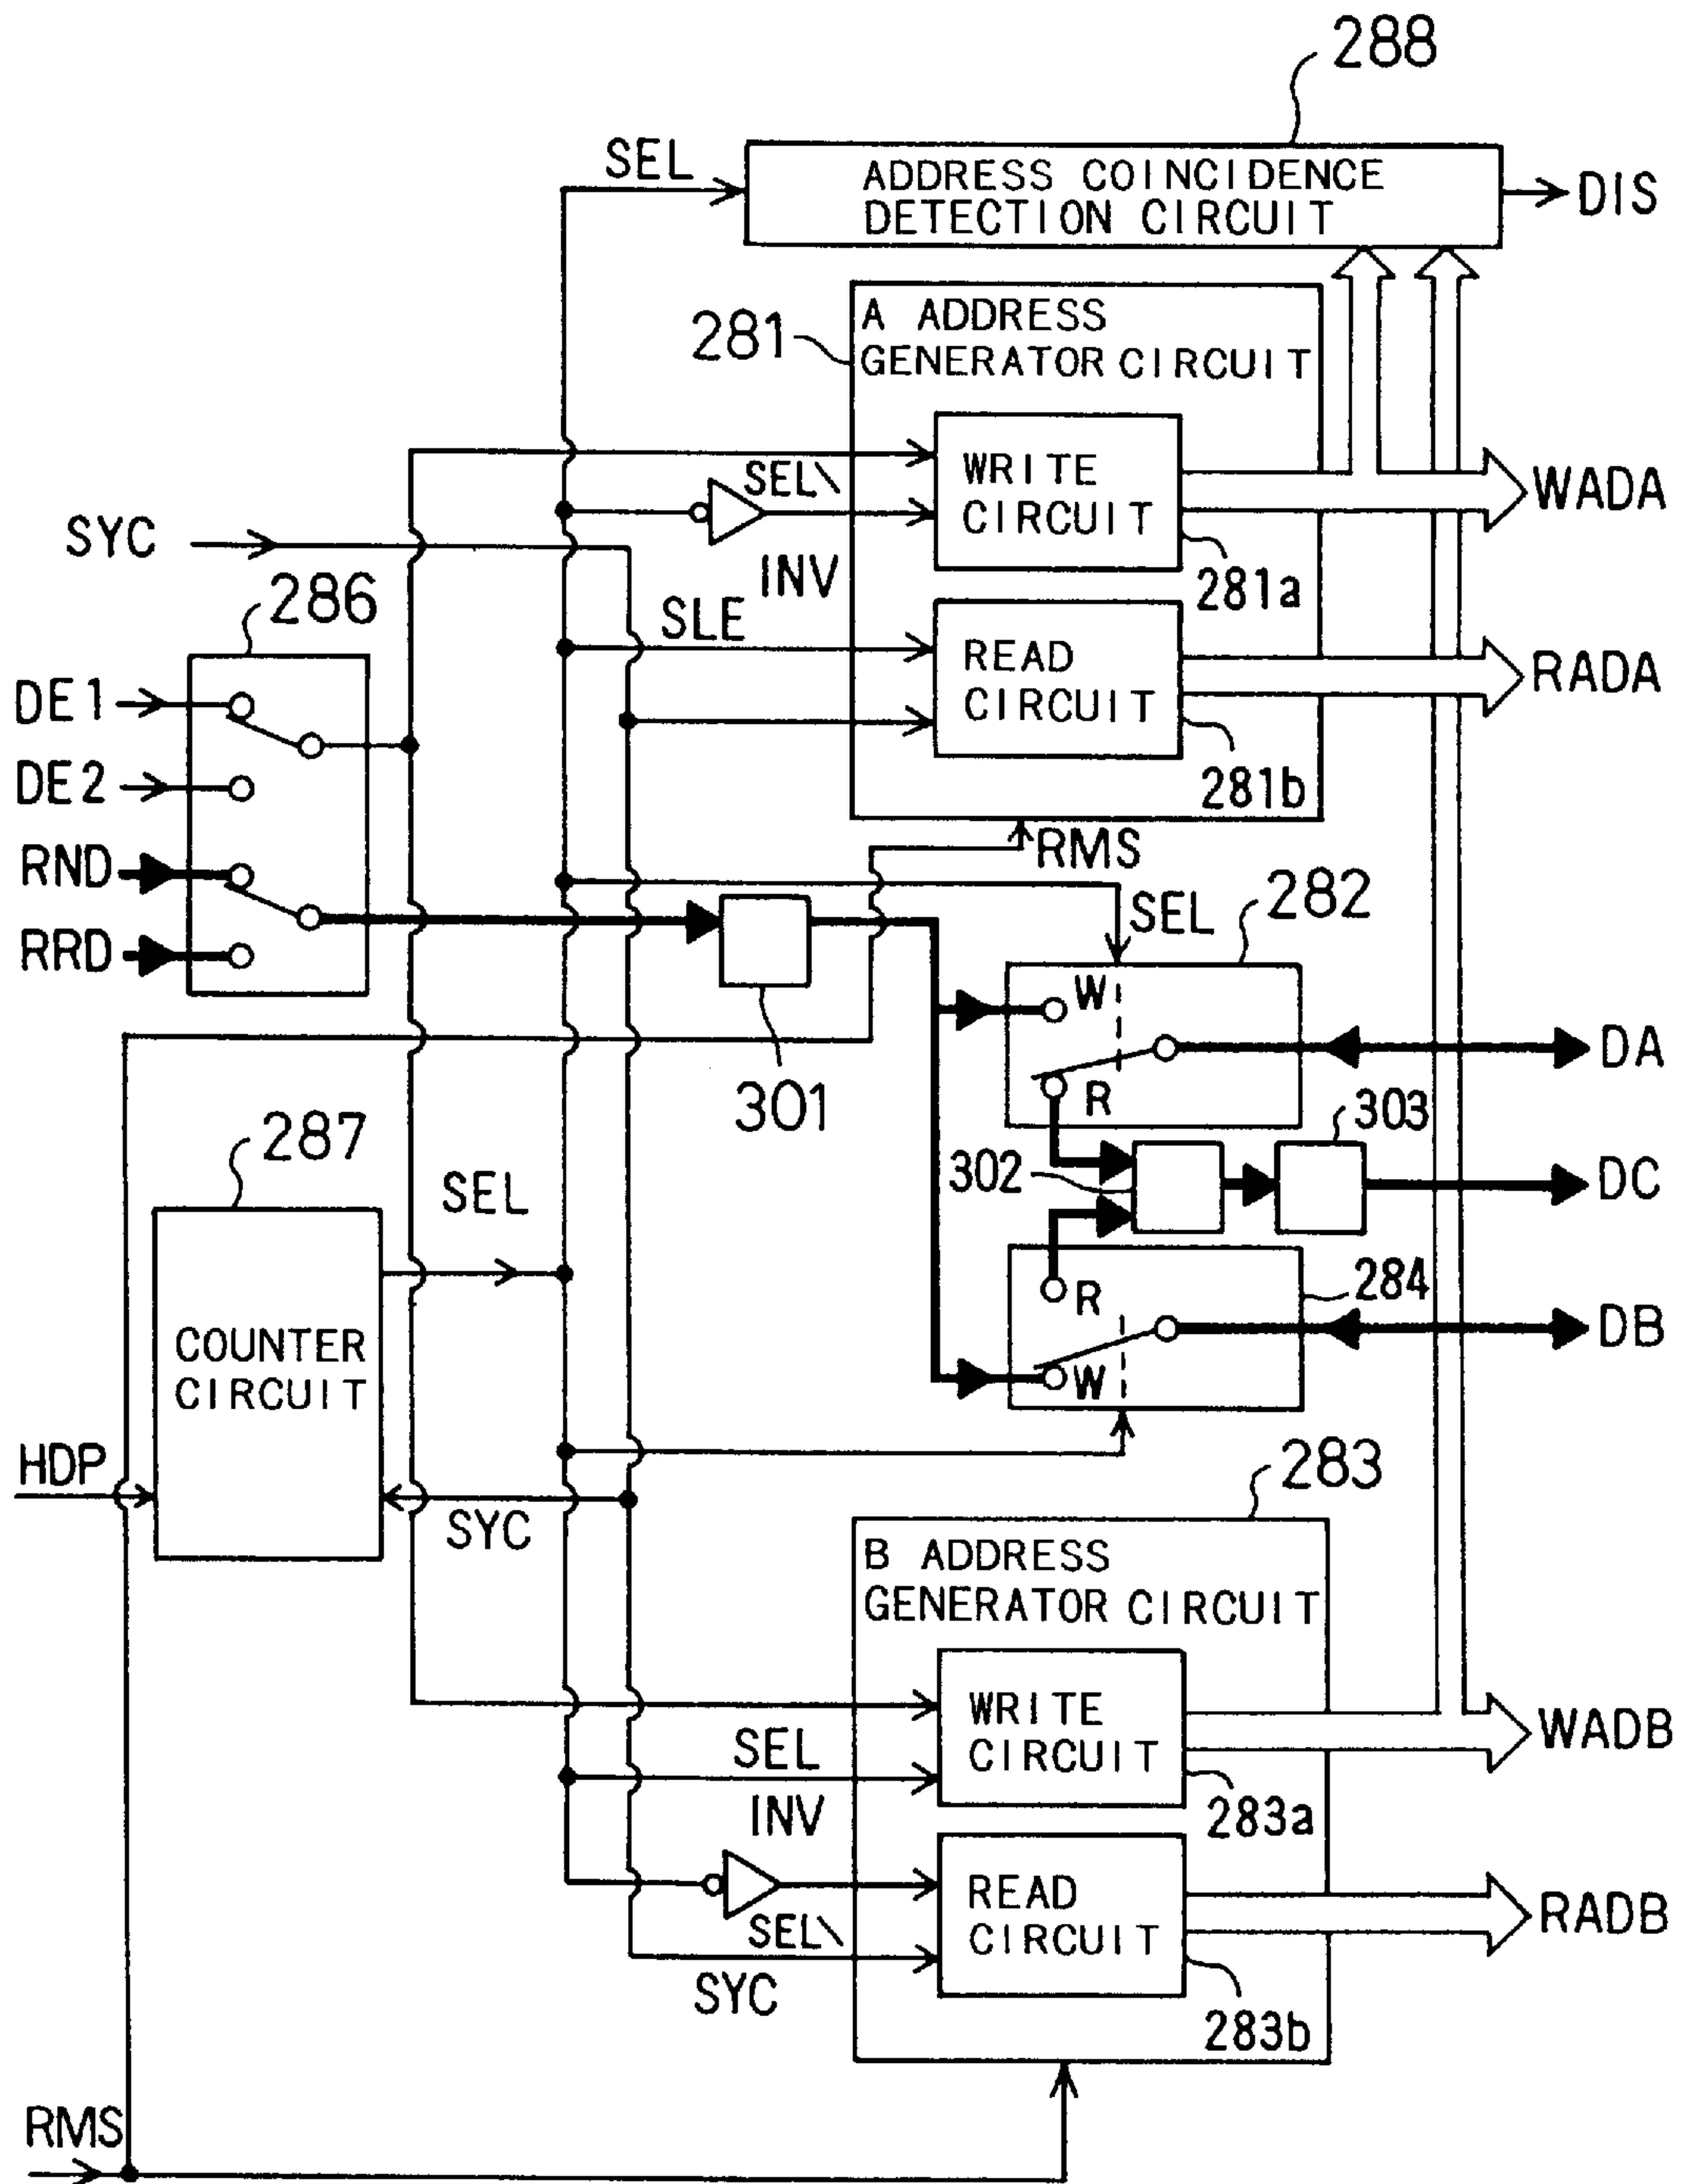 288
SEL
ADDRESS COINCIDENCE
DETECTION CIRCUIT
DIS
A ADDRESS
GENERATOR CIRCUIT
281
WRITE
CIRCUIT
SEL\
WADA
SYC
INV
281a
286
SLE
READ
CIRCUIT
RADA
DE1
DE2
281b
RND
RMS
SEL
282
RRD
W
DA
R
301
303
287
302
DC
SEL
284
R
DB
COUNTER
CIRCUIT
W
HDP
283
SYC
B ADDRESS
GENERATOR CIRCUIT
WRITE
CIRCUIT
WADB
SEL
INV
283a
READ
CIRCUIT
RADB
SEL\
SYC
283b
RMS